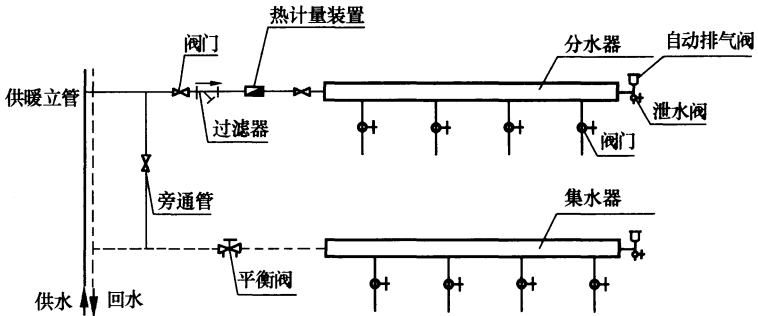 热计量装置
阀门
分水器
自动排气阀
供暖立管
过滤器
泄水阀
阀门
旁通管
集水器
平衡阀
供水
回水